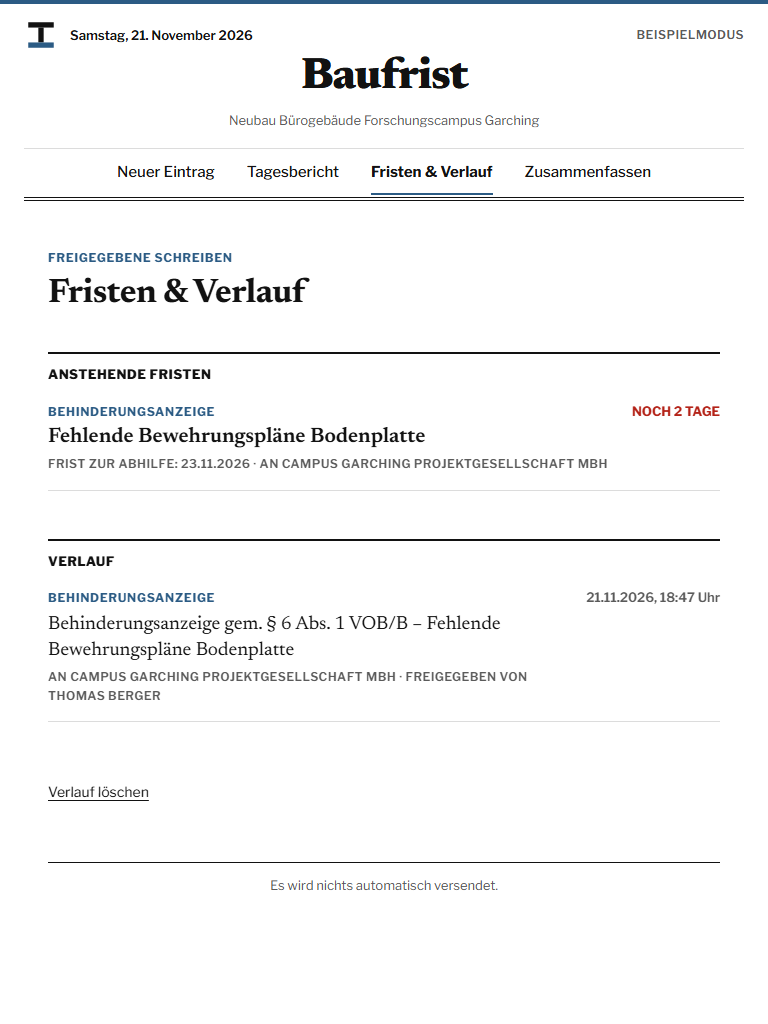 Samstag, 21. November 2026
BEISPIELMODUS
Baufrist
Neubau Bürogebäude Forschungscampus Garching
Neuer Eintrag
Tagesbericht
Fristen & Verlauf
Zusammenfassen
FREIGEGEBENE SCHREIBEN
Fristen & Verlauf
ANSTEHENDE FRISTEN
BEHINDERUNGSANZEIGE
NOCH 2 TAGE
Fehlende Bewehrungspläne Bodenplatte
FRIST ZUR ABHILFE: 23.11.2026 · AN CAMPUS GARCHING PROJEKTGESELLSCHAFT MBH
VERLAUF
BEHINDERUNGSANZEIGE
21.11.2026, 18:47 Uhr
Behinderungsanzeige gem. § 6 Abs. 1 VOB/B – Fehlende
Bewehrungspläne Bodenplatte
AN CAMPUS GARCHING PROJEKTGESELLSCHAFT MBH · FREIGEGEBEN VON
THOMAS BERGER
Verlauf löschen
Es wird nichts automatisch versendet.